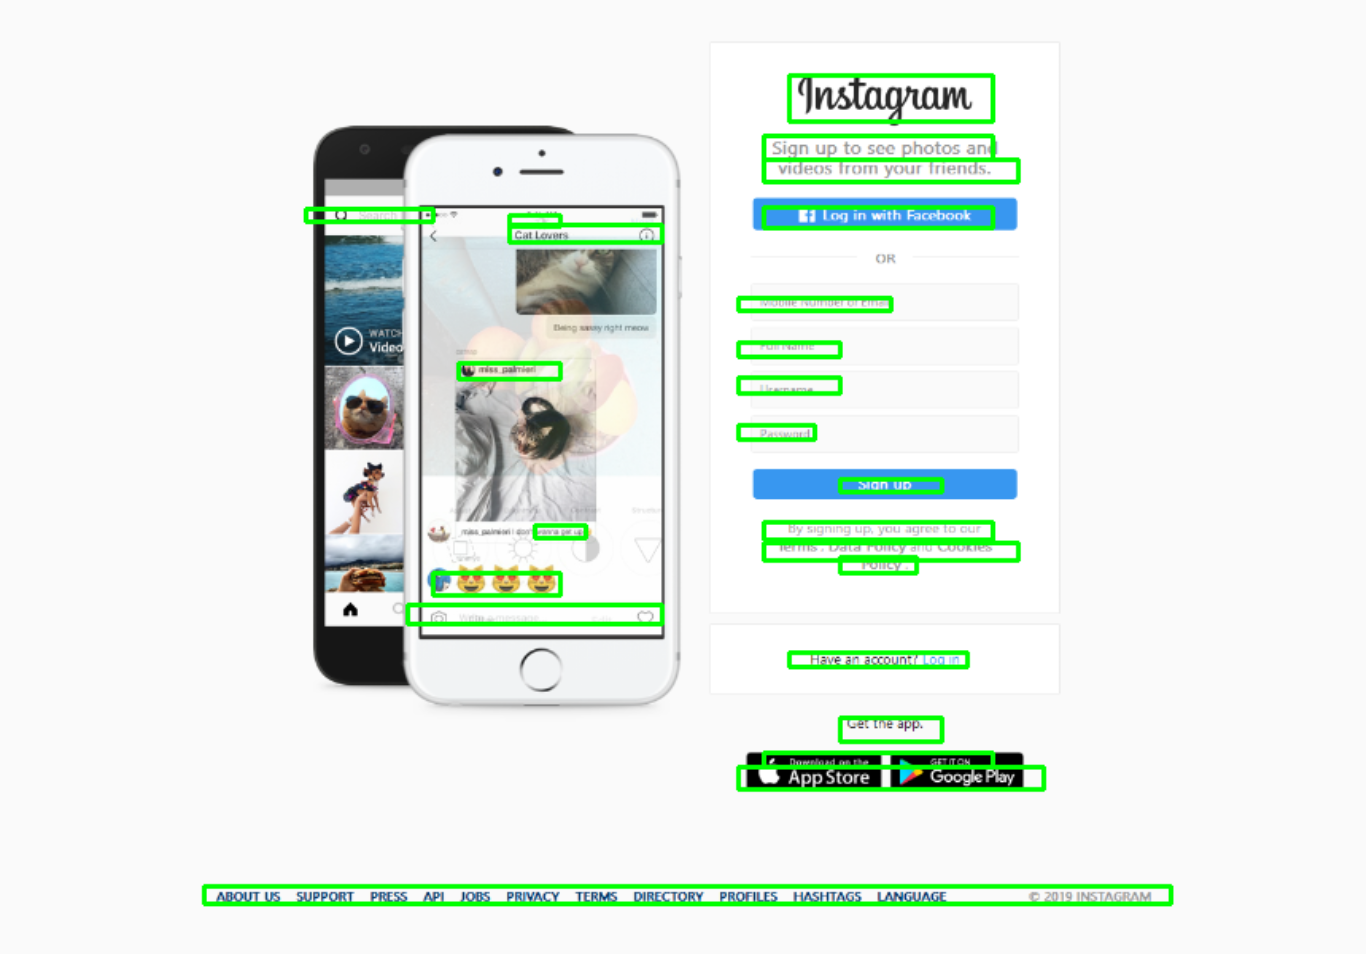 Search
Cat Lovers
WATCH
Video
Being sassy right meow
miss_palmieri
miss_palmieri I don't wanna get up
message
Instagram
Sign up to see photos and
videos from your friends.
Log in with Facebook
OR
Mobile Number or Email
Full Name
Username
Password
Sign up
By signing up, you agree to our
Terms , Data Policy and Cookies
Policy .
Have an account? Log in
Get the app.
Download on the App Store
GET IT ON Google Play
ABOUT US SUPPORT PRESS API JOBS PRIVACY TERMS DIRECTORY PROFILES HASHTAGS LANGUAGE © 2019 INSTAGRAM